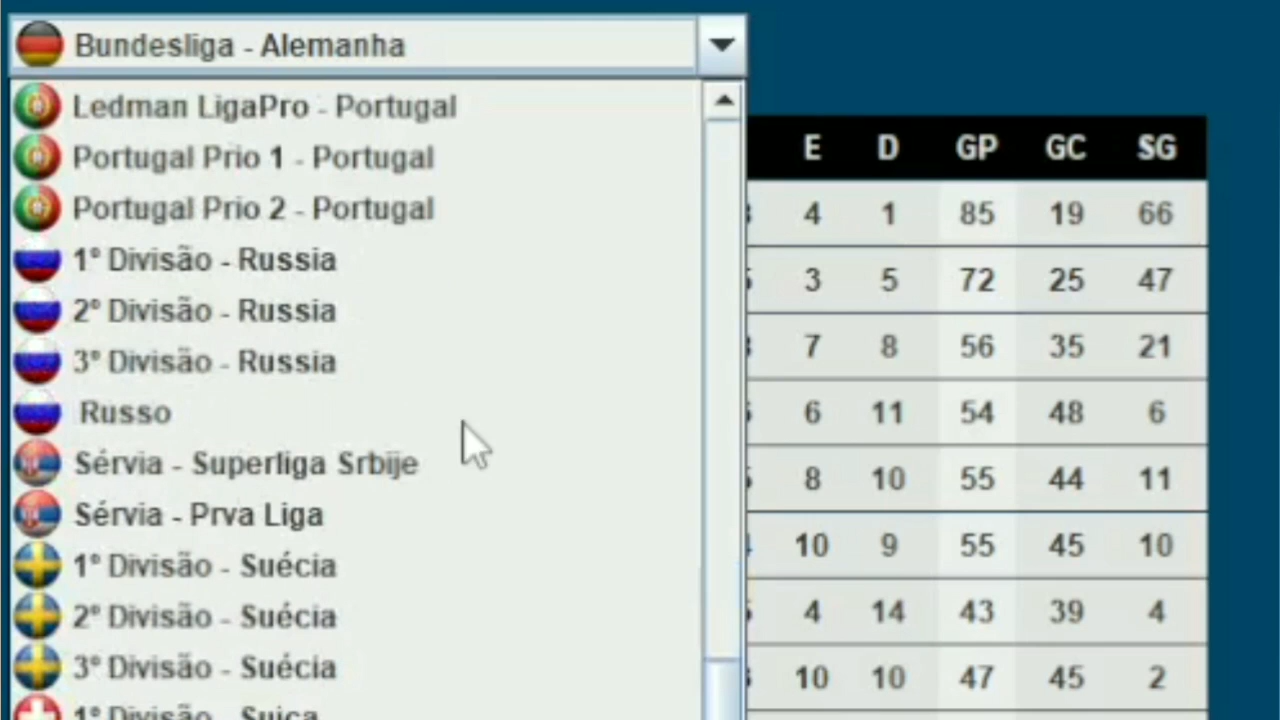 Bundesliga - Alemanha
Ledman LigaPro - Portugal
Portugal Prio 1 - Portugal
Portugal Prio 2 - Portugal
1º Divisão - Russia
2º Divisão - Russia
3º Divisão - Russia
Russo
Sérvia - Superliga Srbije
Sérvia - Prva Liga
1º Divisão - Suécia
2º Divisão - Suécia
3º Divisão - Suécia
1º Divisão - Suiça
E D GP GC SG
4 1 85 19 66
3 5 72 25 47
7 8 56 35 21
6 11 54 48 6
8 10 55 44 11
10 9 55 45 10
4 14 43 39 4
10 10 47 45 2